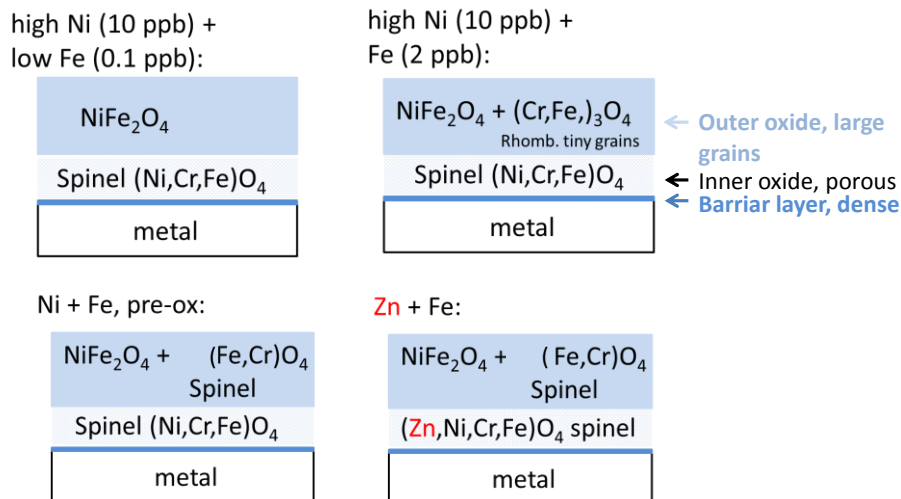 high Ni (10 ppb) +
low Fe (0.1 ppb):
NiFe₂O₄
Spinel (Ni,Cr,Fe)O₄
metal
high Ni (10 ppb) +
Fe (2 ppb):
NiFe₂O₄ + (Cr,Fe,)₃O₄
Rhomb. tiny grains
Spinel (Ni,Cr,Fe)O₄
metal
Outer oxide, large
grains
Inner oxide, porous
Barriar layer, dense
Ni + Fe, pre-ox:
NiFe₂O₄ + (Fe,Cr)O₄
Spinel
Spinel (Ni,Cr,Fe)O₄
metal
Zn + Fe:
NiFe₂O₄ + ( Fe,Cr)O₄
Spinel
(Zn,Ni,Cr,Fe)O₄ spinel
metal